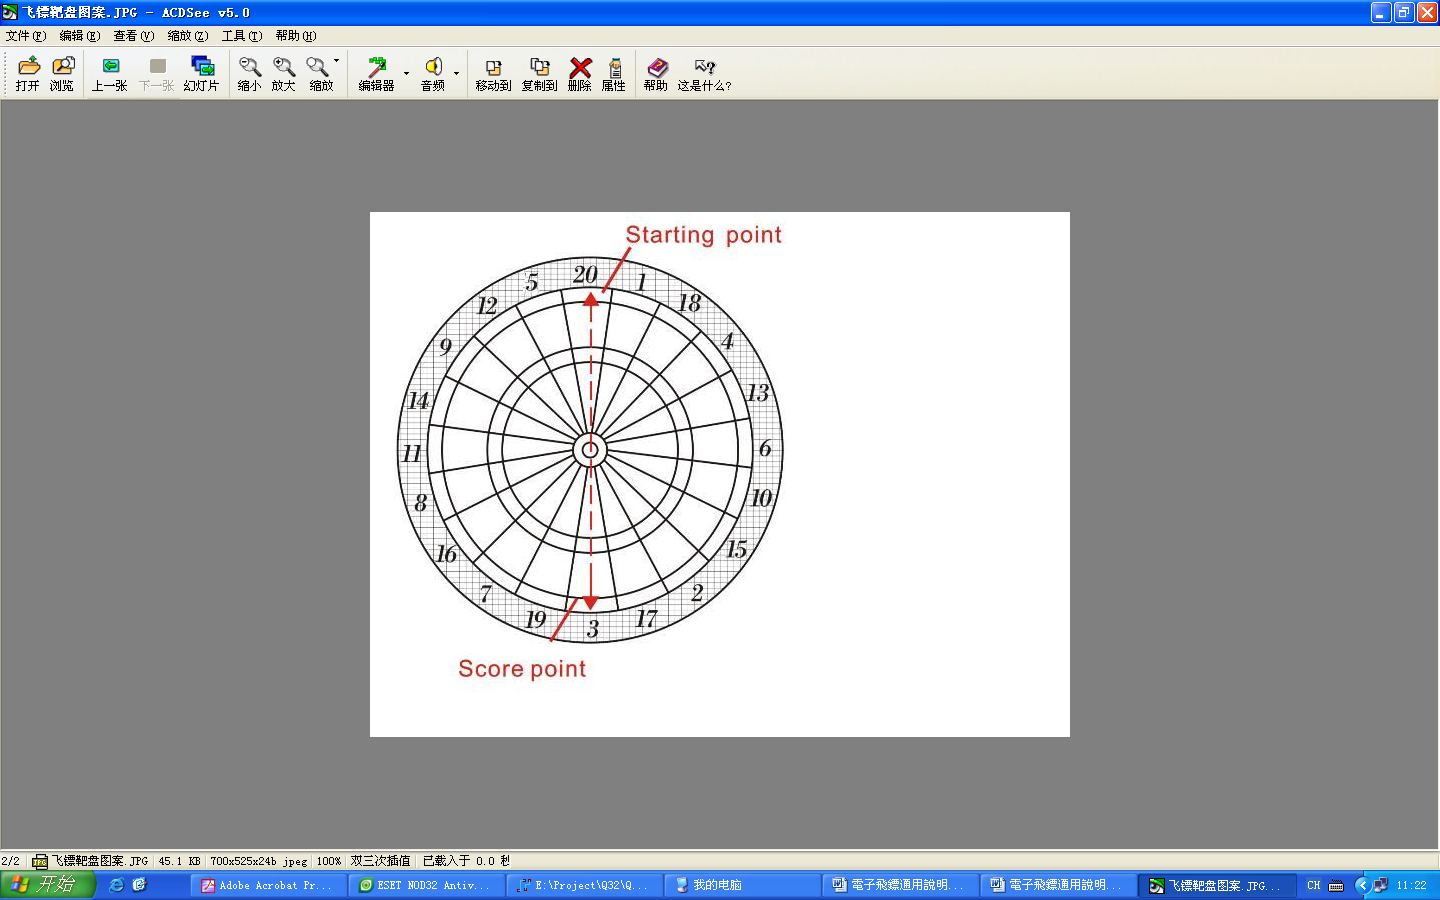 飞镖靶盘图案.JPG - ACDSee v5.0
文件(F) 编辑(E) 查看(V) 缩放(Z) 工具(T) 帮助(H)
打开 浏览 上一张 下一张 幻灯片 缩小 放大 缩放 编辑器 音频 移动到 复制到 删除 属性 帮助 这是什么?
Starting point
20
5 1
12 18
9 4
14 13
11 6
8 10
16 15
7 2
19 17
3
Score point
2/2 飞镖靶盘图案.JPG 45.1 KB 700x525x24b jpeg 100% 双三次插值 已载入于 0.0 秒
开始 Adobe Acrobat Pr... ESET NOD32 Antiv... E:\Project\Q32\Q... 我的电脑 電子飛鏢通用說明... 電子飛鏢通用說明... 飞镖靶盘图案.JPG... CH 11:22